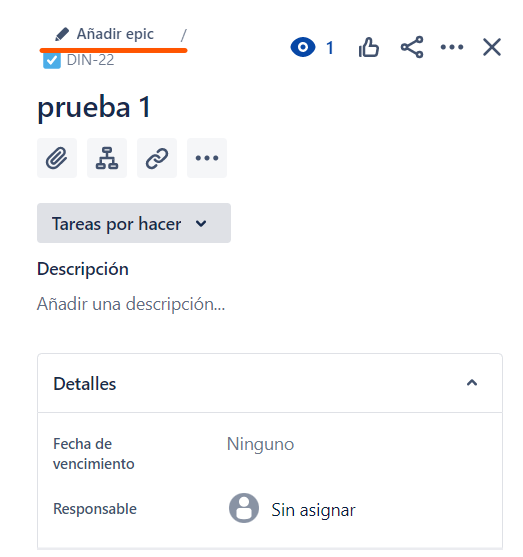 Añadir epic /
1
DIN-22
prueba 1
Tareas por hacer
Descripción
Añadir una descripción...
Detalles
Fecha de
vencimiento
Ninguno
Responsable
Sin asignar